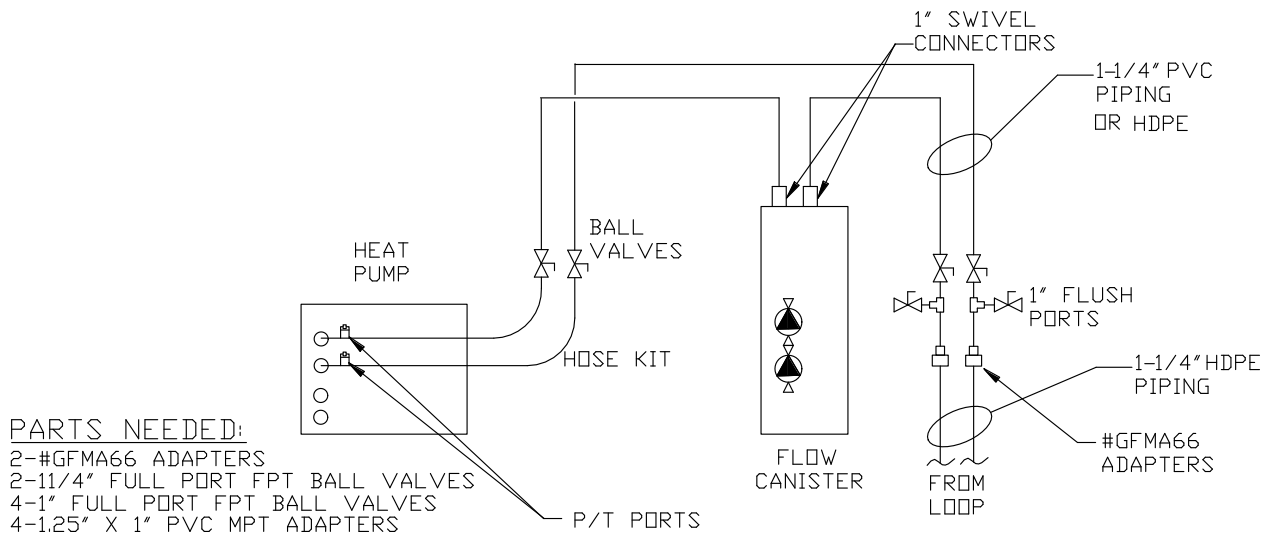 1" SWIVEL
CONNECTORS
1-1/4" PVC
PIPING
OR HDPE
BALL
VALVES
HEAT
PUMP
1" FLUSH
PORTS
HOSE KIT
1-1/4"HDPE
PIPING
PARTS NEEDED:
2-#GFMA66 ADAPTERS
2-11/4" FULL PORT FPT BALL VALVES
4-1" FULL PORT FPT BALL VALVES
4-1.25" X 1" PVC MPT ADAPTERS
FLOW
CANISTER
#GFMA66
ADAPTERS
FROM
LOOP
P/T PORTS